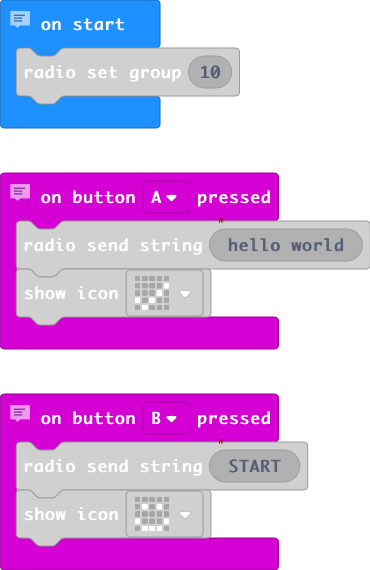 on start
radio set group 10
on button A pressed
radio send string "hello world
show icon
on button B pressed
radio send string "START
show icon